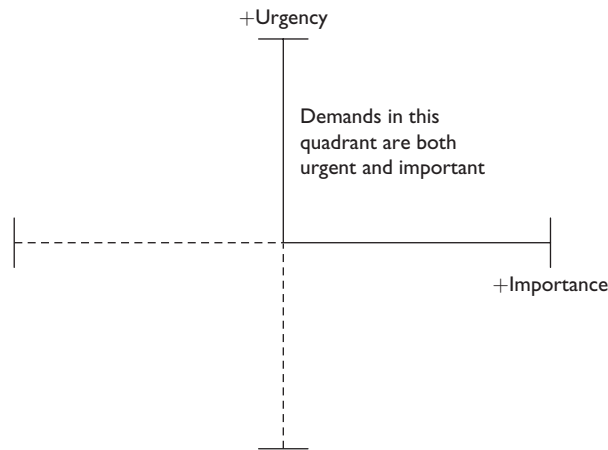 +Urgency
Demands in this
quadrant are both
urgent and important
+Importance